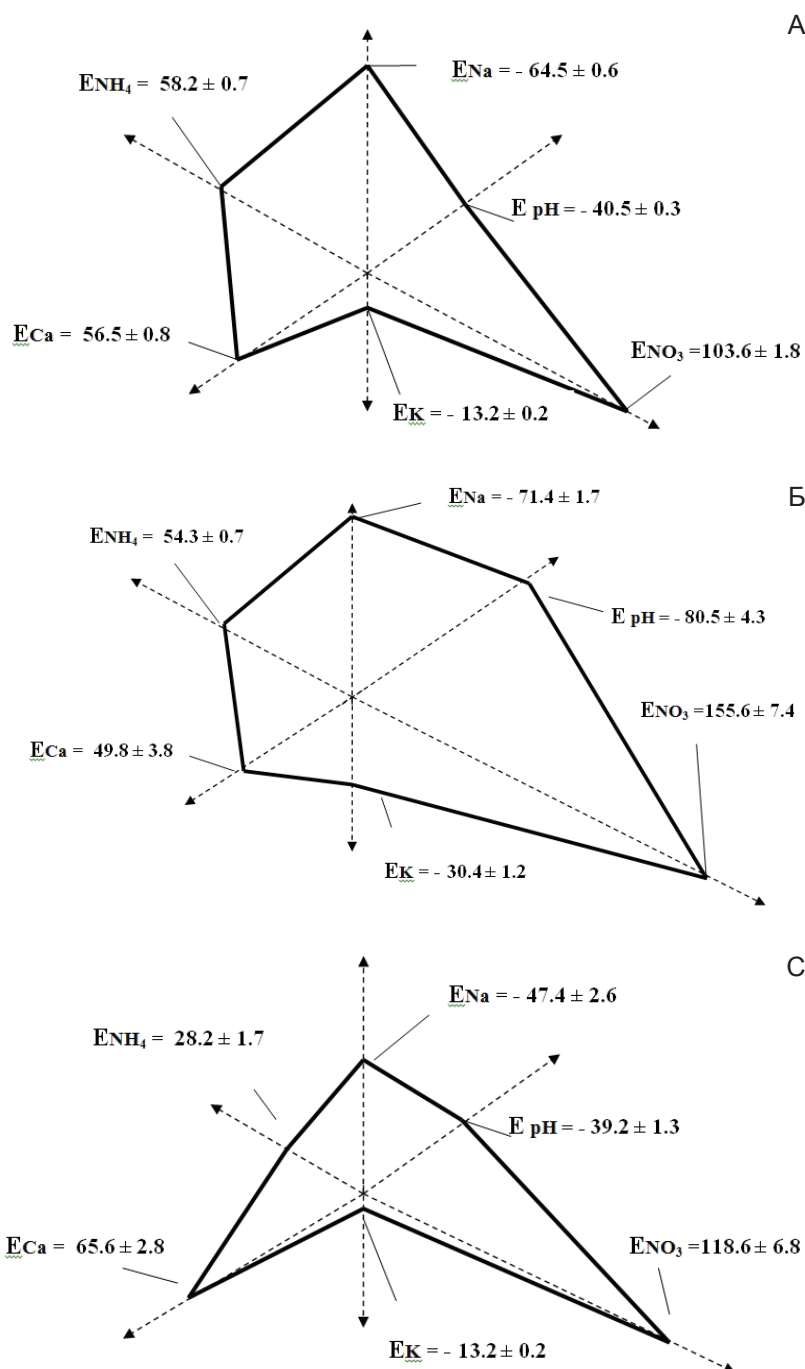 А
ENa = - 64.5 ± 0.6
ENH₄ = 58.2 ± 0.7
E pH = - 40.5 ± 0.3
ECa = 56.5 ± 0.8
ENO₃ =103.6 ± 1.8
EK = - 13.2 ± 0.2
Б
ENa = - 71.4 ± 1.7
ENH₄ = 54.3 ± 0.7
E pH = - 80.5 ± 4.3
ENO₃ =155.6 ± 7.4
ECa = 49.8 ± 3.8
EK = - 30.4 ± 1.2
С
ENa = - 47.4 ± 2.6
ENH₄ = 28.2 ± 1.7
E pH = - 39.2 ± 1.3
ECa = 65.6 ± 2.8
ENO₃ =118.6 ± 6.8
EK = - 13.2 ± 0.2